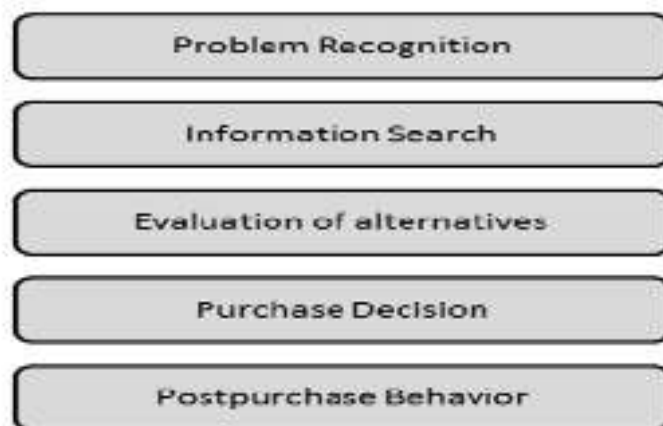 Problem Recognition
Information Search
Evaluation of alternatives
Purchase Decision
Postpurchase Behavior